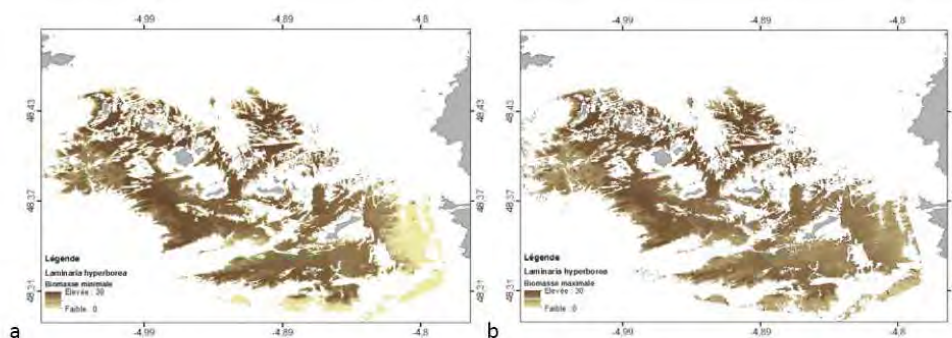 -4,99 -4,89 -4,8
48,43
48,37
48,31
Légende
Laminaria hyperborea
Biomasse minimale
Elevée :
Faible : 0
-4,99 -4,89 -4,8
a
-4,99 -4,89 -4,8
48,43
48,37
48,31
Légende
Laminaria hyperborea
Biomasse maximale
Elevée : 30
Faible : 0
-4,99 -4,89 -4,8
b